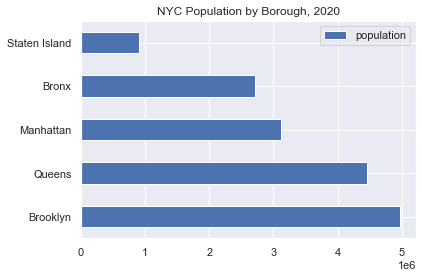 NYC Population by Borough, 2020
population
Staten Island
Bronx
Manhattan
Queens
Brooklyn
0 1 2 3 4 5
1e6